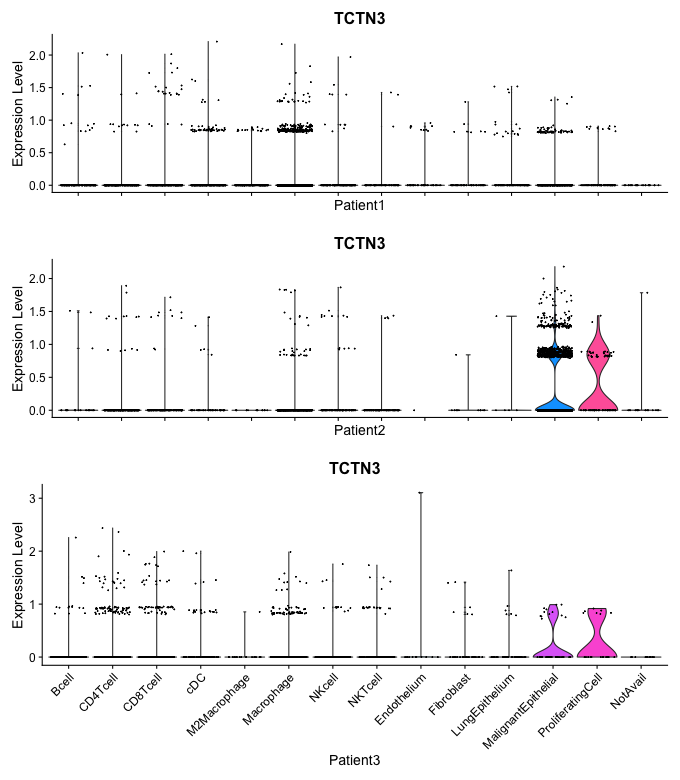 TCTN3
Expression Level
2.0
1.5
1.0
0.5
0.0
Patient1
TCTN3
Expression Level
2.0
1.5
1.0
0.5
0.0
Patient2
TCTN3
Expression Level
3
2
1
0
Bcell
CD4Tcell
CD8Tcell
cDC
M2Macrophage
Macrophage
NKcell
NKTcell
Endothelium
Fibroblast
LungEpithelium
MalignantEpithelial
ProliferatingCell
NotAvail
Patient3